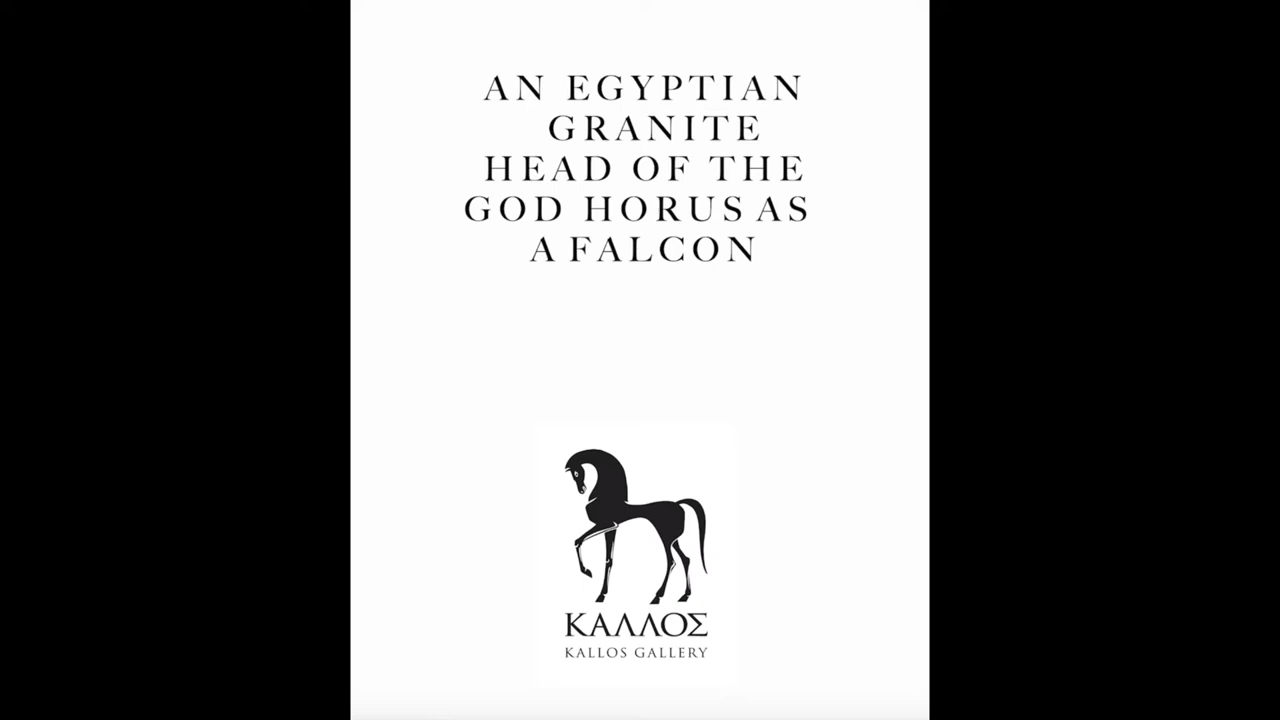 AN EGYPTIAN
GRANITE
HEAD OF THE
GOD HORUS AS
A FALCON
ΚΑΛΛΟΣ
KALLOS GALLERY